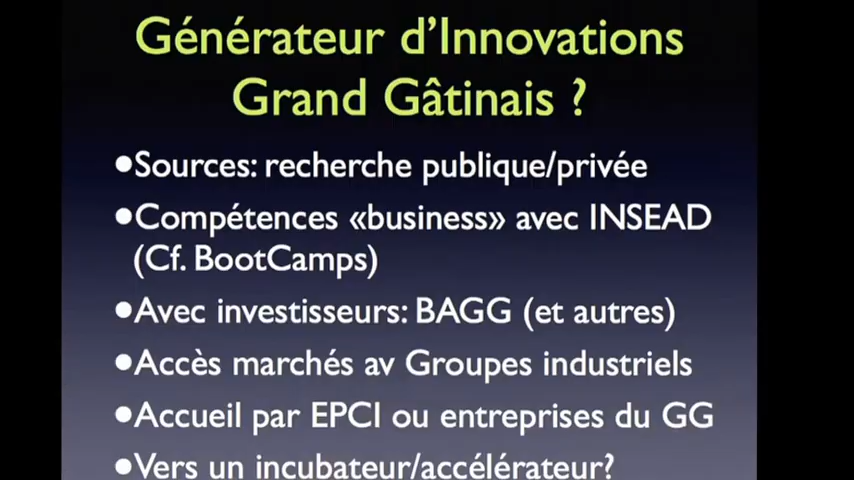 Générateur d'Innovations
Grand Gâtinais ?
•Sources: recherche publique/privée
•Compétences «business» avec INSEAD
(Cf. BootCamps)
•Avec investisseurs: BAGG (et autres)
•Accès marchés av Groupes industriels
•Accueil par EPCI ou entreprises du GG
•Vers un incubateur/accélérateur?